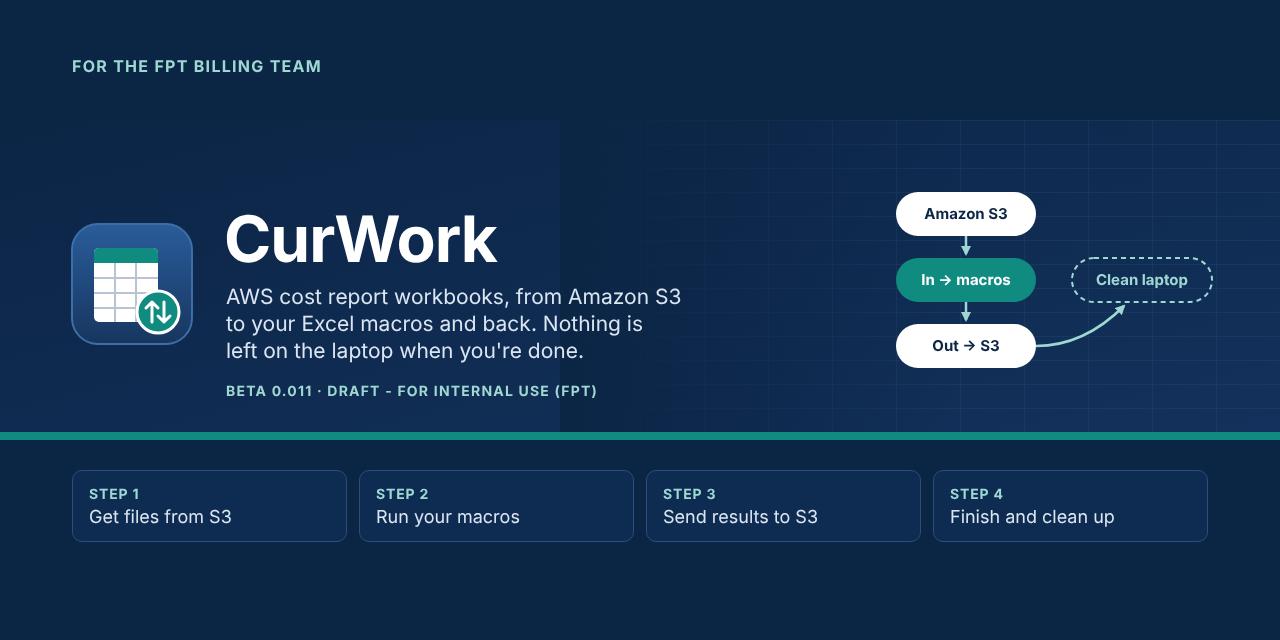 FOR THE FPT BILLING TEAM
CurWork
AWS cost report workbooks, from Amazon S3
to your Excel macros and back. Nothing is
left on the laptop when you're done.
BETA 0.011 · DRAFT - FOR INTERNAL USE (FPT)
Amazon S3
In → macros
Clean laptop
Out → S3
STEP 1
Get files from S3
STEP 2
Run your macros
STEP 3
Send results to S3
STEP 4
Finish and clean up